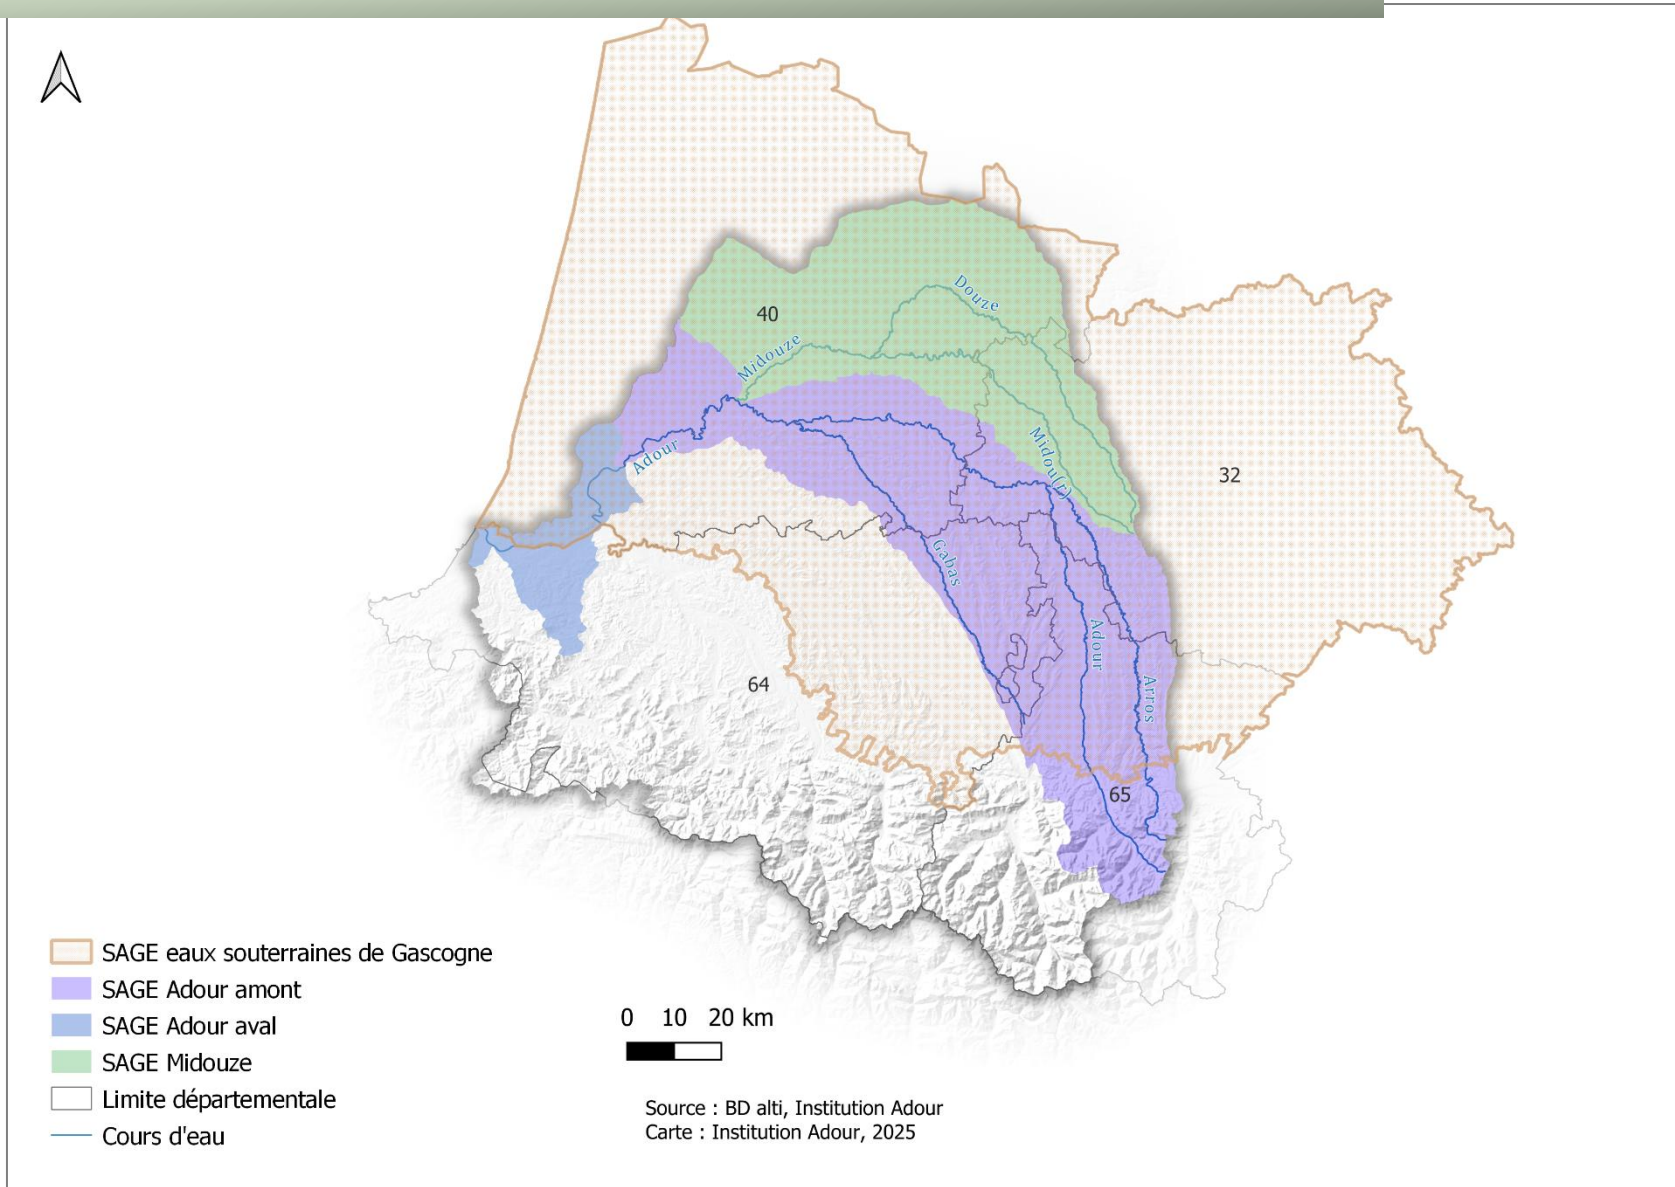 Douze
40
Midouze
Midou(r)
Adour
32
Gabas
Adour
64
Arros
65
SAGE eaux souterraines de Gascogne
SAGE Adour amont
SAGE Adour aval
SAGE Midouze
Limite départementale
Cours d'eau
0 10 20 km
Source : BD alti, Institution Adour
Carte : Institution Adour, 2025